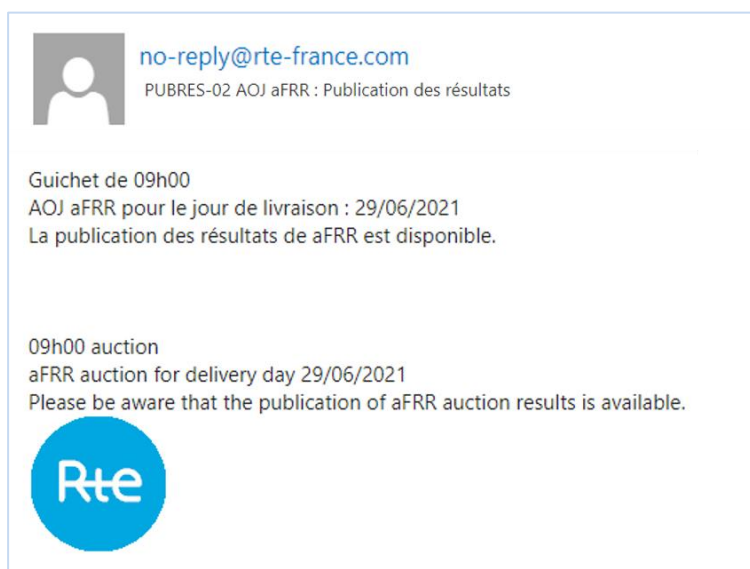 no-reply@rte-france.com
PUBRES-02 AOJ aFRR : Publication des résultats
Guichet de 09h00
AOJ aFRR pour le jour de livraison : 29/06/2021
La publication des résultats de aFRR est disponible.
09h00 auction
aFRR auction for delivery day 29/06/2021
Please be aware that the publication of aFRR auction results is available.
Rte